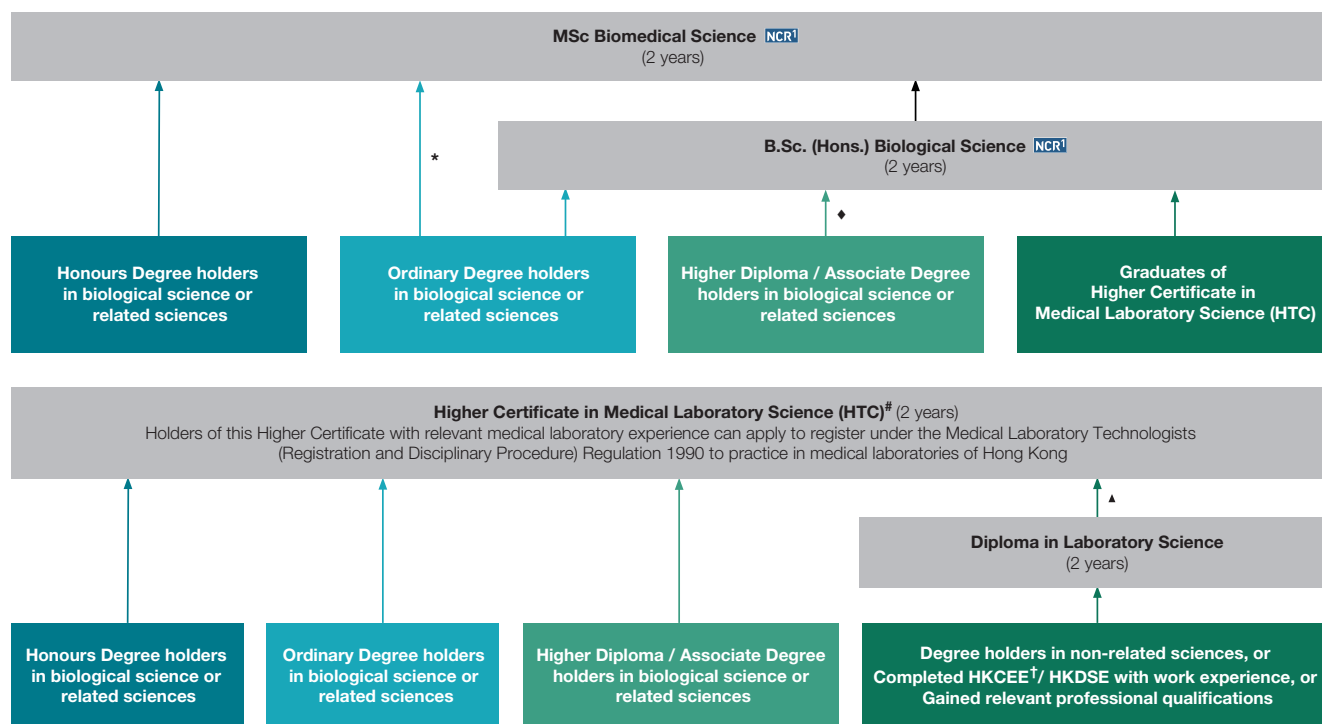 MSc Biomedical Science NCR¹
(2 years)
*
B.Sc. (Hons.) Biological Science NCR¹
(2 years)
♦
Honours Degree holders
in biological science or
related sciences
Ordinary Degree holders
in biological science or
related sciences
Higher Diploma / Associate Degree
holders in biological science or
related sciences
Graduates of
Higher Certificate in
Medical Laboratory Science (HTC)
Higher Certificate in Medical Laboratory Science (HTC)# (2 years)
Holders of this Higher Certificate with relevant medical laboratory experience can apply to register under the Medical Laboratory Technologists
(Registration and Disciplinary Procedure) Regulation 1990 to practice in medical laboratories of Hong Kong
▲
Diploma in Laboratory Science
(2 years)
Honours Degree holders
in biological science or
related sciences
Ordinary Degree holders
in biological science or
related sciences
Higher Diploma / Associate Degree
holders in biological science or
related sciences
Degree holders in non-related sciences, or
Completed HKCEE†/ HKDSE with work experience, or
Gained relevant professional qualifications